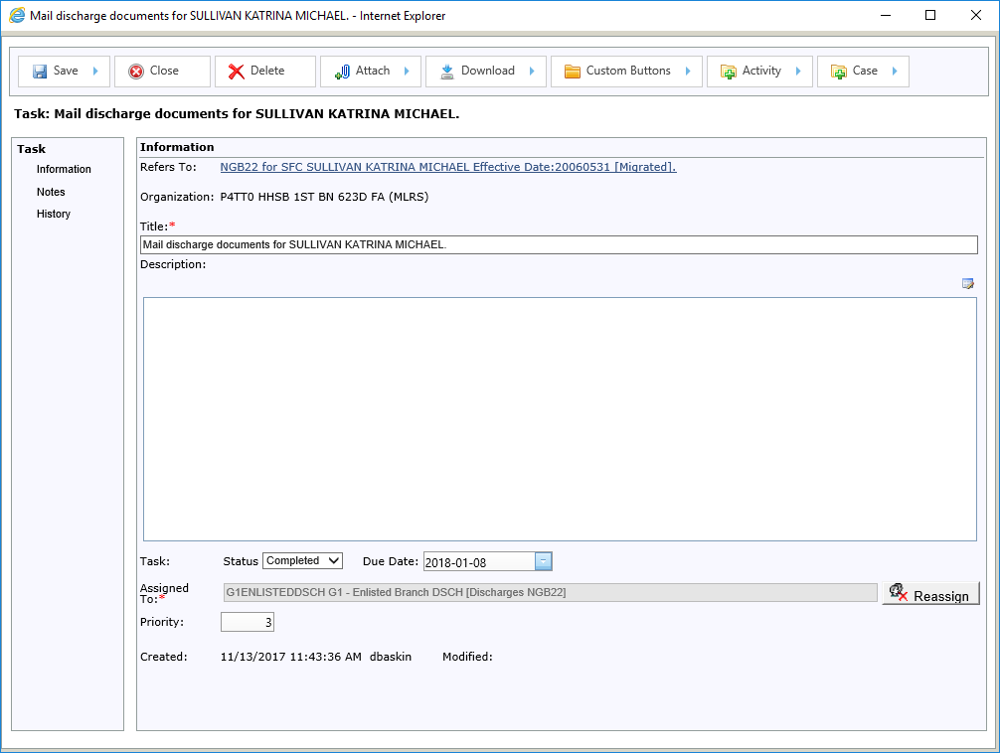 Mail discharge documents for SULLIVAN KATRINA MICHAEL. - Internet Explorer
Save Close Delete Attach Download Custom Buttons Activity Case
Task: Mail discharge documents for SULLIVAN KATRINA MICHAEL.
Task
Information
Notes
History
Information
Refers To: NGB22 for SFC SULLIVAN KATRINA MICHAEL Effective Date:20060531 [Migrated].
Organization: P4TT0 HHSB 1ST BN 623D FA (MLRS)
Title:*
Mail discharge documents for SULLIVAN KATRINA MICHAEL.
Description:
Task: Status Completed Due Date: 2018-01-08
Assigned
To:* G1ENLISTEDDSCH G1 - Enlisted Branch DSCH [Discharges NGB22] Reassign
Priority: 3
Created: 11/13/2017 11:43:36 AM dbaskin Modified: